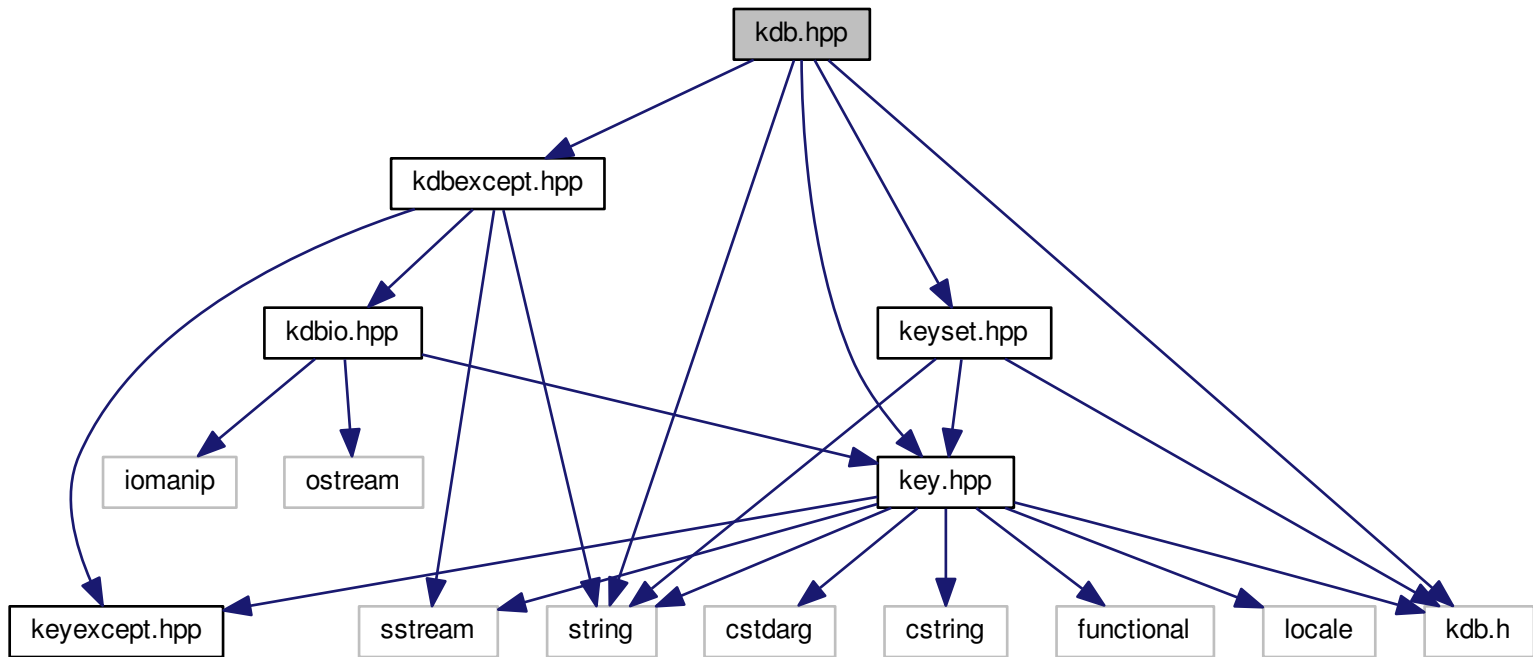 kdb.hpp
kdbexcept.hpp
kdbio.hpp
keyset.hpp
iomanip
ostream
key.hpp
keyexcept.hpp
sstream
string
cstdarg
cstring
functional
locale
kdb.h